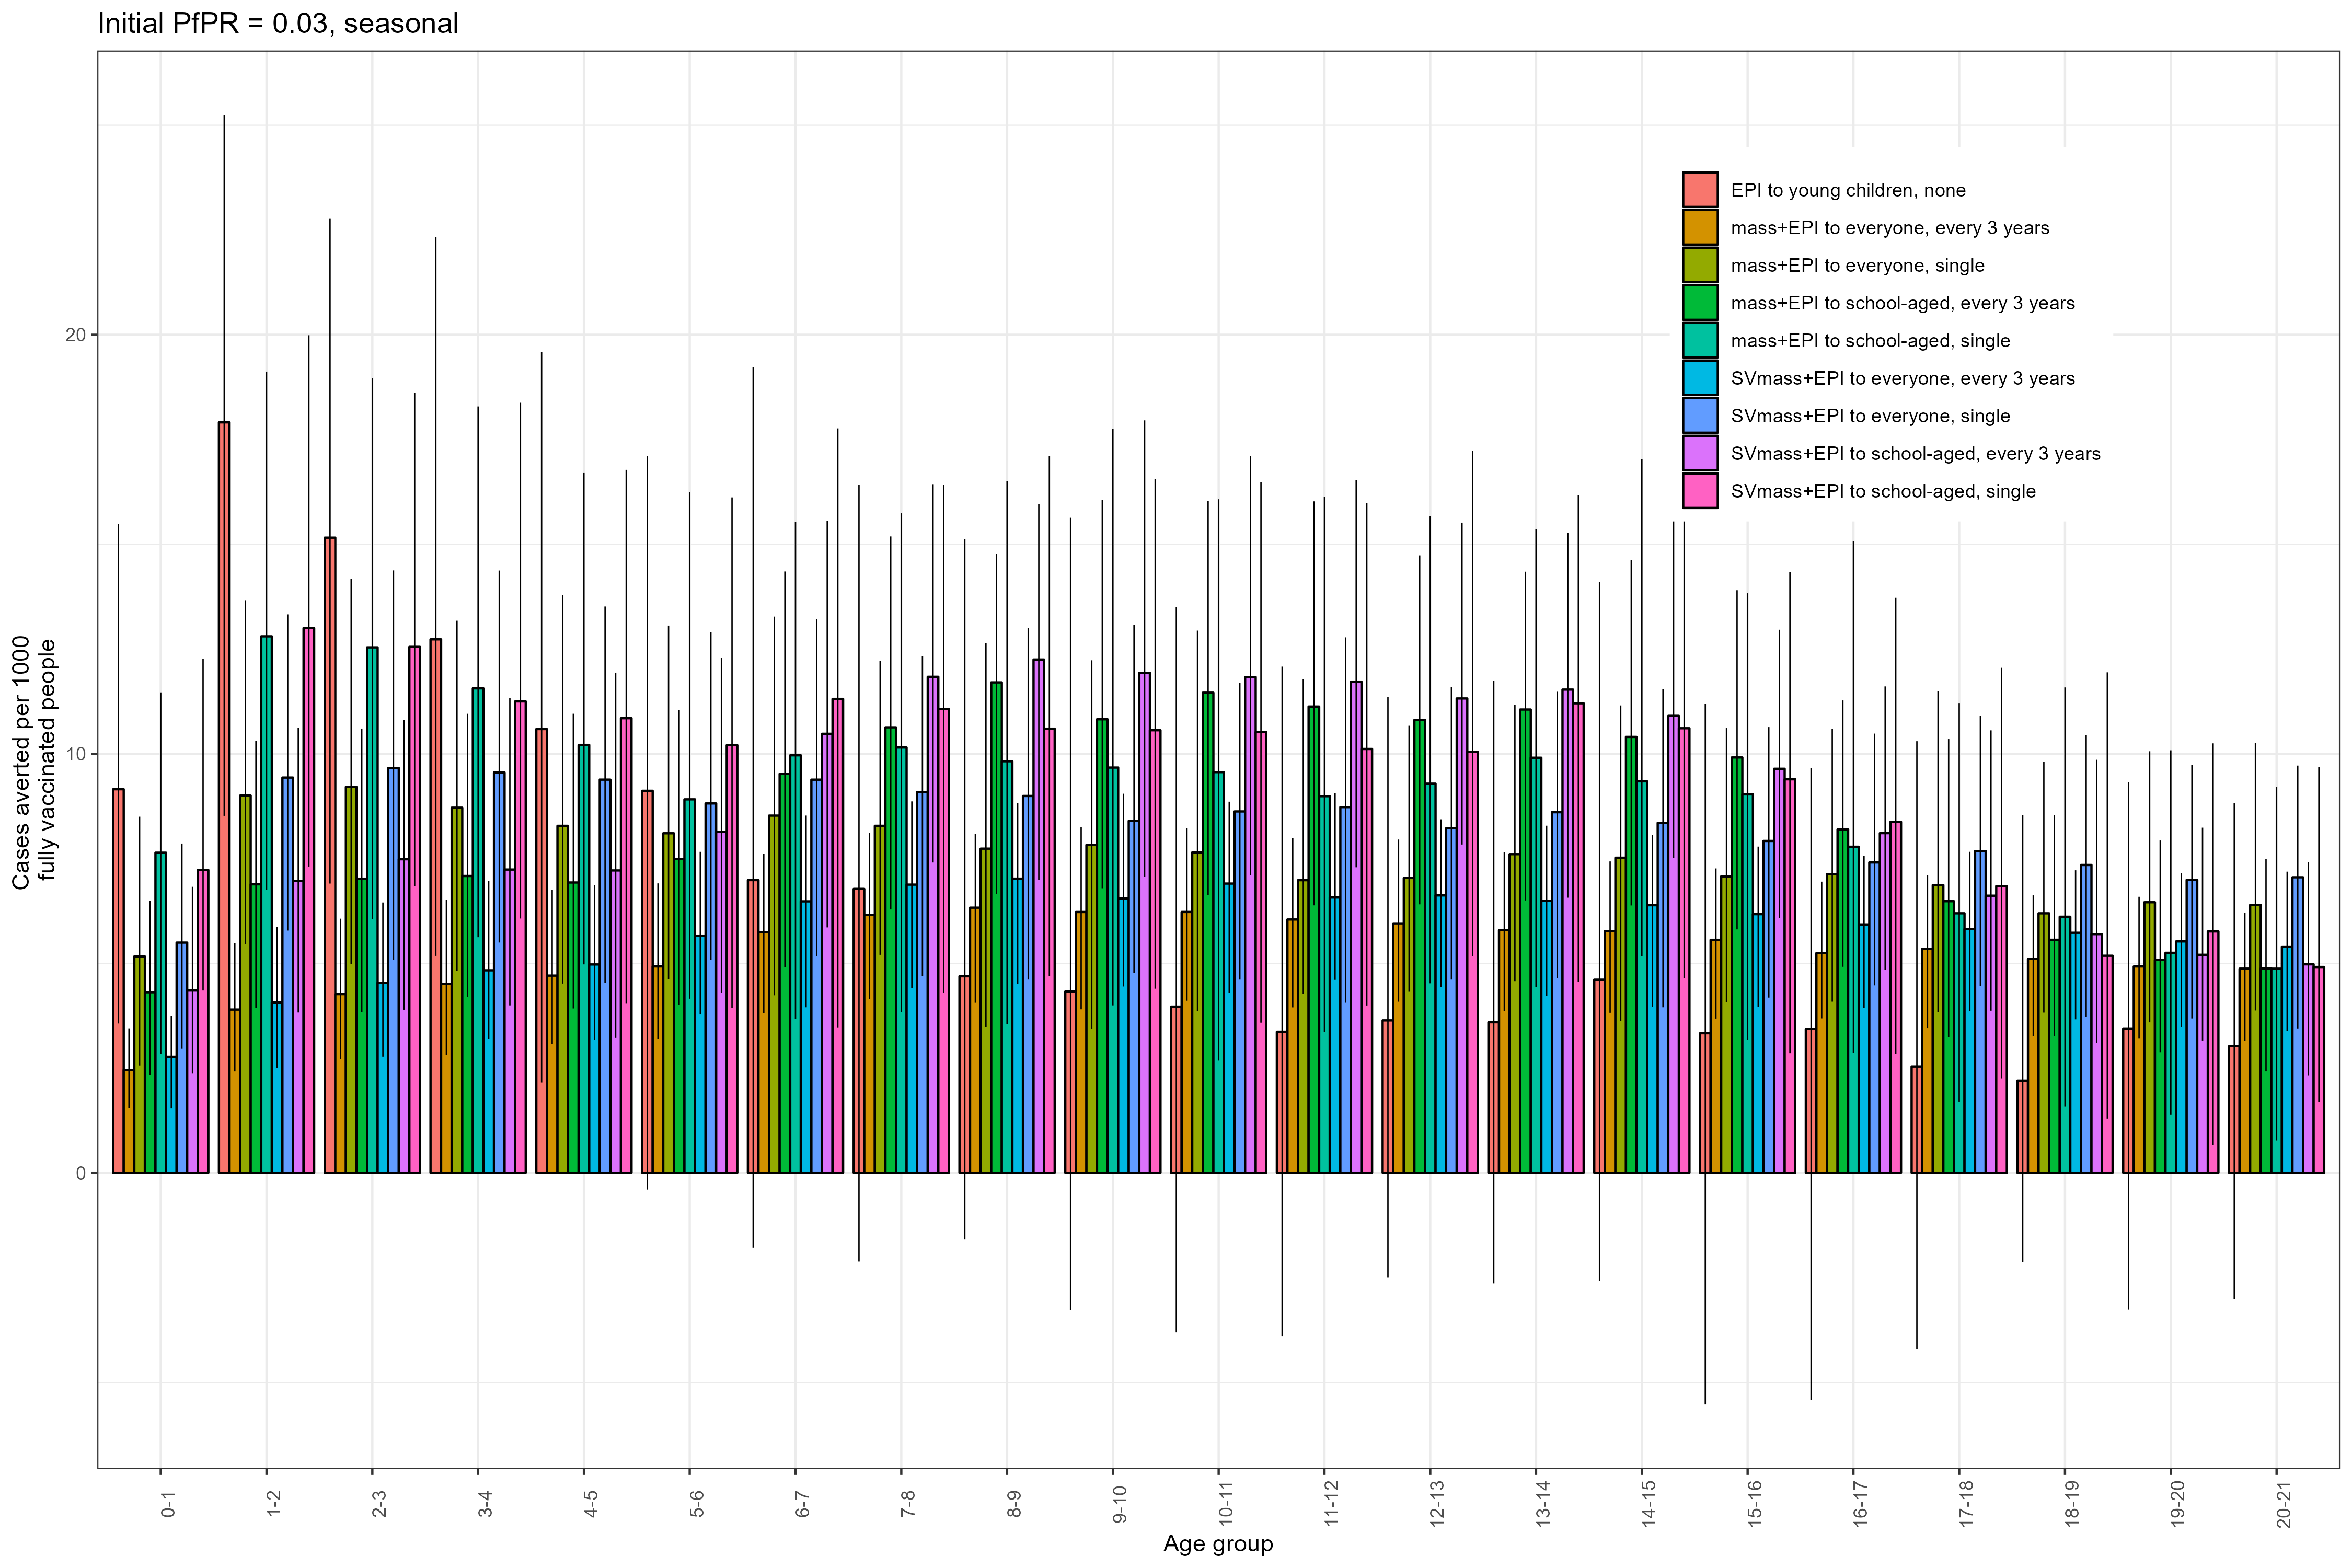 Initial PfPR = 0.03, seasonal
Cases averted per 1000
fully vaccinated people
20
10
0
EPI to young children, none
mass+EPI to everyone, every 3 years
mass+EPI to everyone, single
mass+EPI to school-aged, every 3 years
mass+EPI to school-aged, single
SVmass+EPI to everyone, every 3 years
SVmass+EPI to everyone, single
SVmass+EPI to school-aged, every 3 years
SVmass+EPI to school-aged, single
0-1
1-2
2-3
3-4
4-5
5-6
6-7
7-8
8-9
9-10
10-11
11-12
12-13
13-14
14-15
15-16
16-17
17-18
18-19
19-20
20-21
Age group